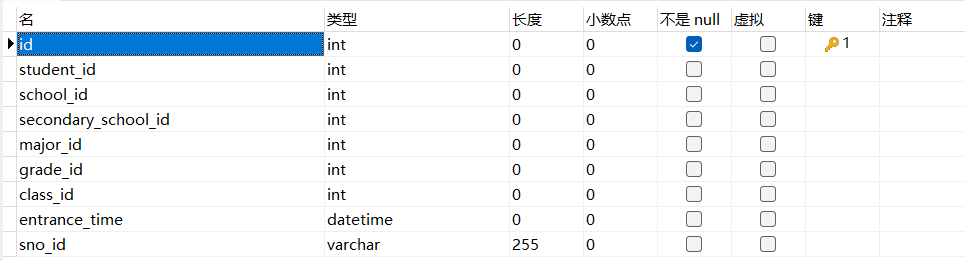 名 类型 长度 小数点 不是 null 虚拟 键 注释
id int 0 0 1
student_id int 0 0
school_id int 0 0
secondary_school_id int 0 0
major_id int 0 0
grade_id int 0 0
class_id int 0 0
entrance_time datetime 0 0
sno_id varchar 255 0